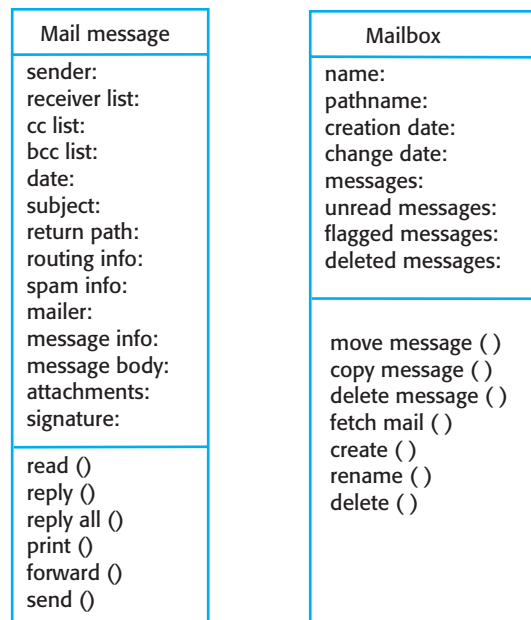 Mail message
sender:
receiver list:
cc list:
bcc list:
date:
subject:
return path:
routing info:
spam info:
mailer:
message info:
message body:
attachments:
signature:
read ()
reply ()
reply all ()
print ()
forward ()
send ()
Mailbox
name:
pathname:
creation date:
change date:
messages:
unread messages:
flagged messages:
deleted messages:
move message ( )
copy message ( )
delete message ( )
fetch mail ( )
create ( )
rename ( )
delete ( )